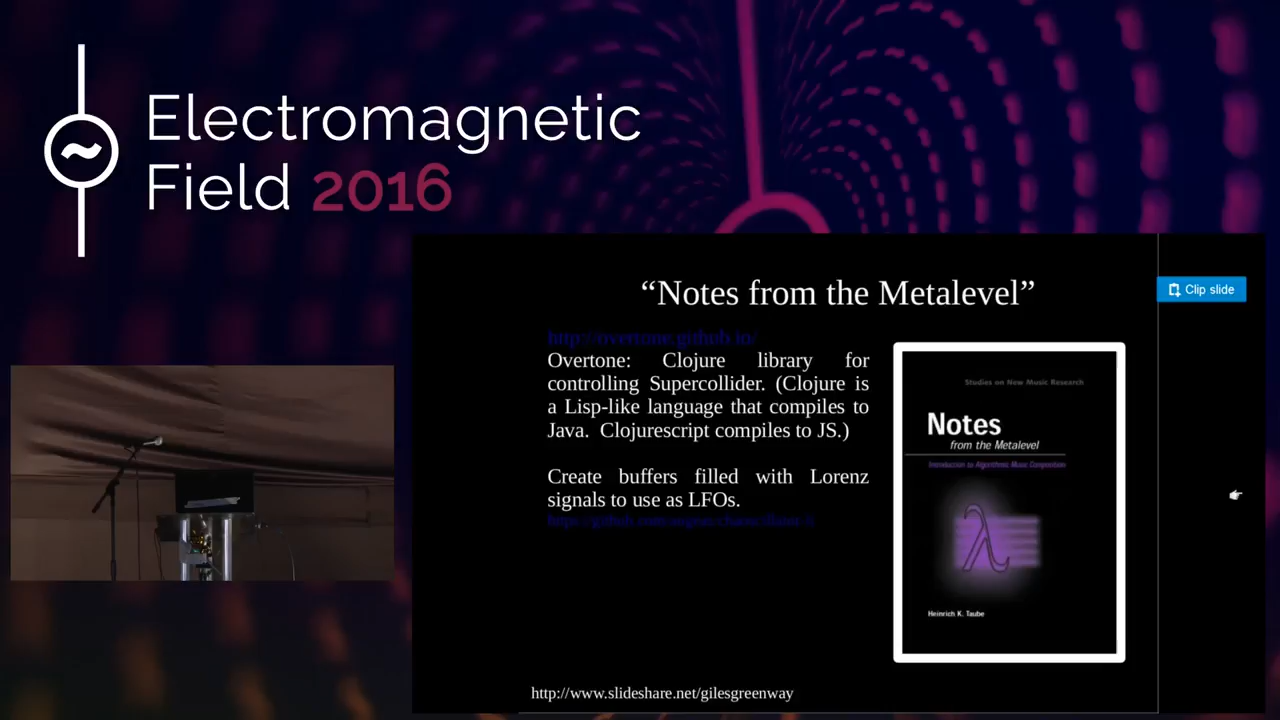 Electromagnetic
Field 2016
“Notes from the Metalevel”
Clip slide
http://overtone.github.io/
Overtone: Clojure library for
controlling Supercollider. (Clojure is
a Lisp-like language that compiles to
Java. Clojurescript compiles to JS.)
Create buffers filled with Lorenz
signals to use as LFOs.
Studies on New Music Research
Notes
from the Metalevel
Introduction to Algorithmic Music Composition
Heinrich K. Taube
http://www.slideshare.net/gilesgreenway